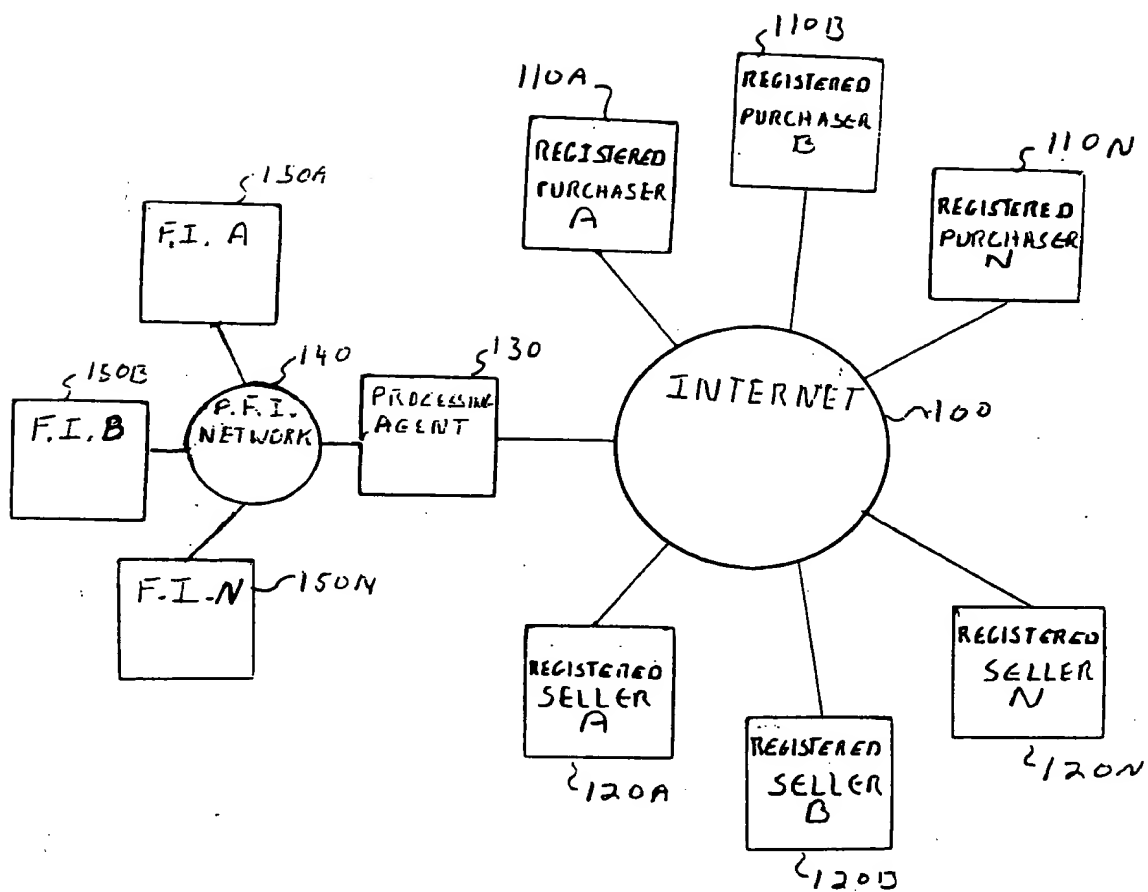 110B
REGISTERED
PURCHASER
B
110A
REGISTERED
PURCHASER
A
110N
REGISTERED
PURCHASER
N
150A
F.I. A
150B
F.I. B
140
P.F.I.
NETWORK
130
PROCESSING
AGENT
INTERNET
100
F.I.-N
150N
REGISTERED
SELLER
A
120A
REGISTERED
SELLER
B
120B
REGISTERED
SELLER
N
120N